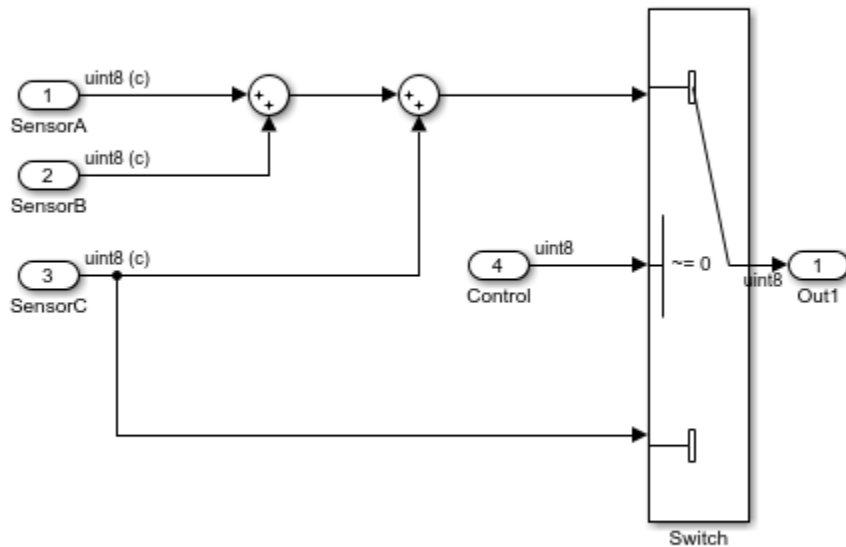 uint8 (c)
1
SensorA
uint8 (c)
2
SensorB
uint8 (c)
3
SensorC
+
+
+
+
uint8
4
Control
~= 0
uint8
1
Out1
Switch